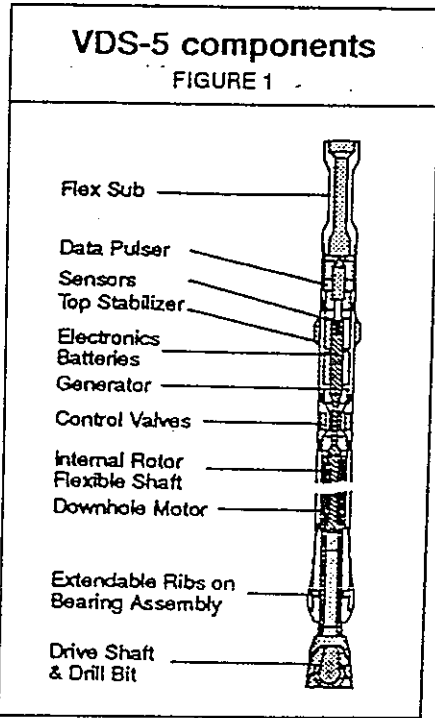 VDS-5 components
FIGURE 1
Flex Sub
Data Pulser
Sensors
Top Stabilizer
Electronics
Batteries
Generator
Control Valves
Internal Rotor
Flexible Shaft
Downhole Motor
Extendable Ribs on
Bearing Assembly
Drive Shaft
& Drill Bit